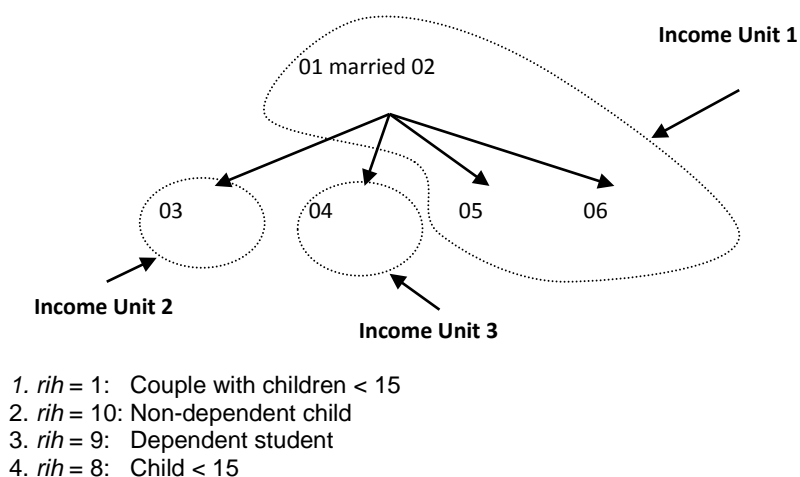 Income Unit 1
01 married 02
03 04 05 06
Income Unit 2
Income Unit 3
1. rih = 1: Couple with children < 15
2. rih = 10: Non-dependent child
3. rih = 9: Dependent student
4. rih = 8: Child < 15